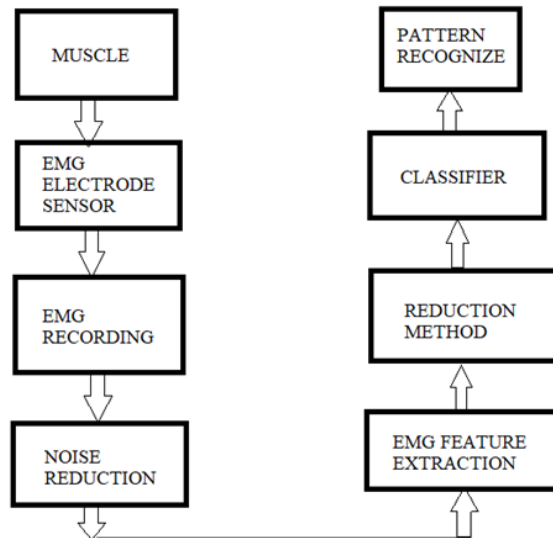 MUSCLE
EMG
ELECTRODE
SENSOR
EMG
RECORDING
NOISE
REDUCTION
EMG FEATURE
EXTRACTION
REDUCTION
METHOD
CLASSIFIER
PATTERN
RECOGNIZE